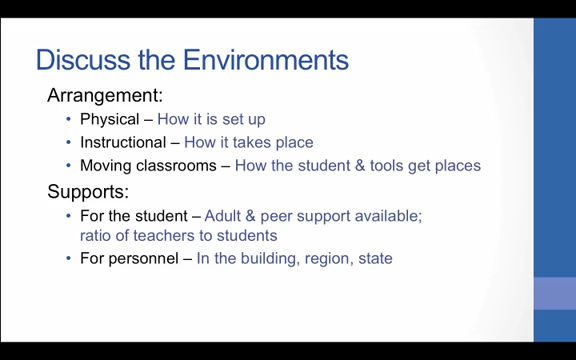 Discuss the Environments
Arrangement:
• Physical – How it is set up
• Instructional – How it takes place
• Moving classrooms – How the student & tools get places
Supports:
• For the student – Adult & peer support available;
ratio of teachers to students
• For personnel – In the building, region, state